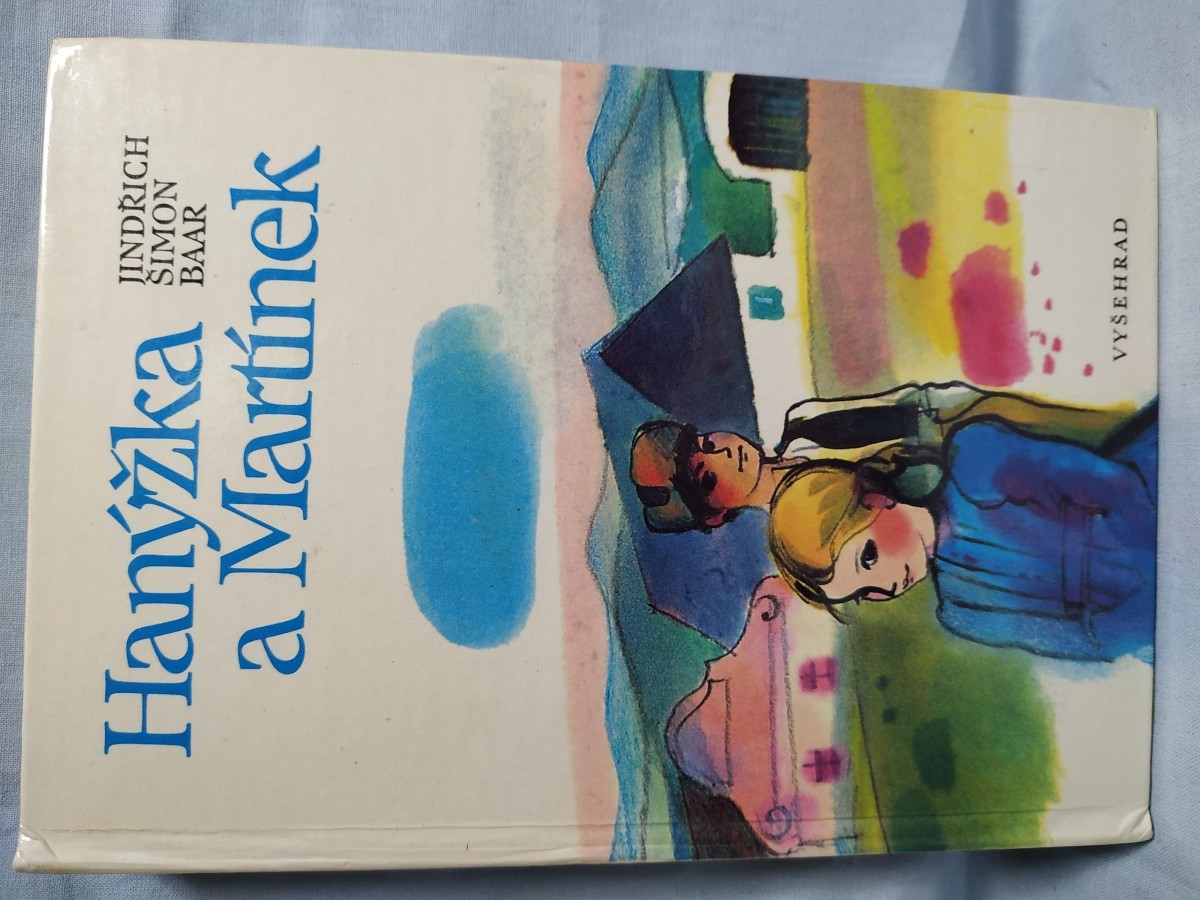 JINDŘICH
ŠIMON
BAAR
Hanýžka
a Martínek
VYŠEHRAD